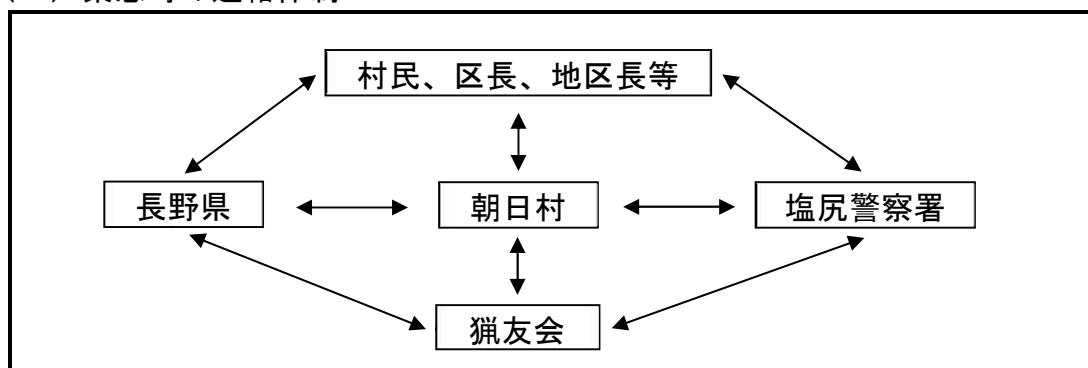 村民、区長、地区長等
長野県
朝日村
塩尻警察署
猟友会